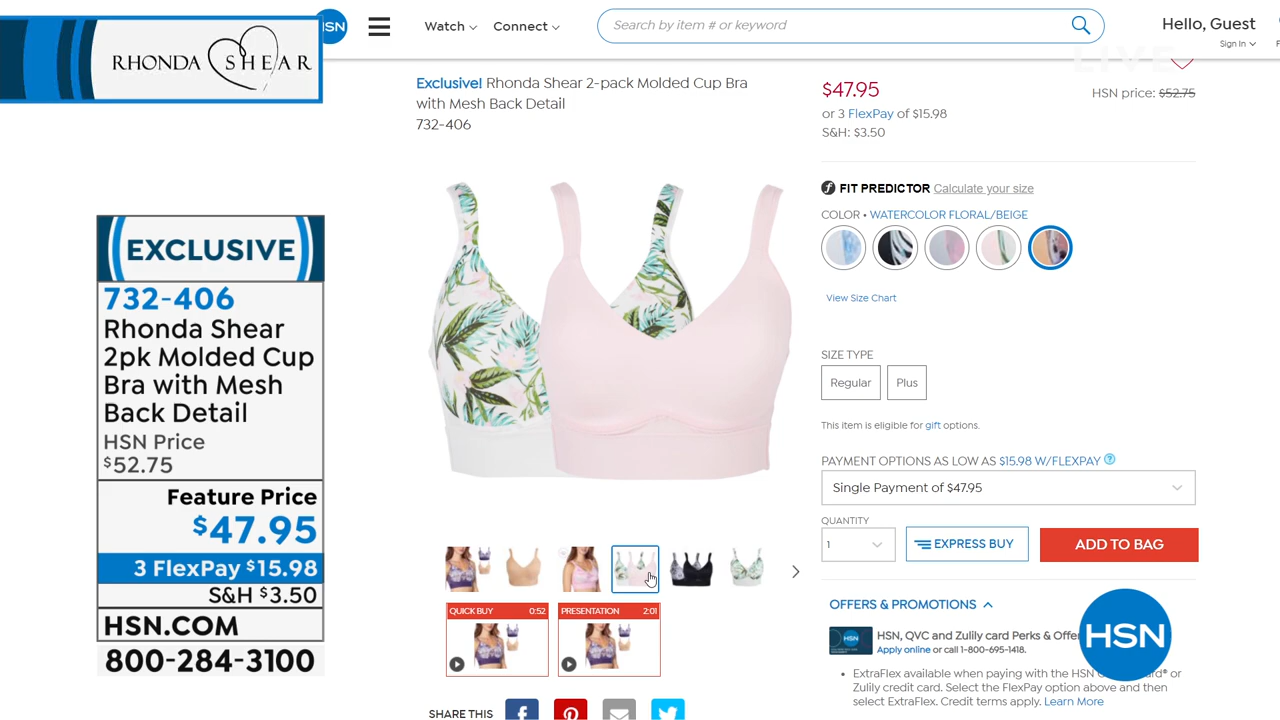 RHONDA SHEAR
HSN
Watch
Connect
Search by item # or keyword
Hello, Guest
Sign In
LIVE
EXCLUSIVE
732-406
Rhonda Shear
2pk Molded Cup
Bra with Mesh
Back Detail
HSN Price
$52.75
Feature Price
$47.95
3 FlexPay $15.98
S&H $3.50
HSN.COM
800-284-3100
Exclusive! Rhonda Shear 2-pack Molded Cup Bra
with Mesh Back Detail
732-406
QUICK BUY 0:52
PRESENTATION 2:01
SHARE THIS
$47.95
HSN price: $52.75
or 3 FlexPay of $15.98
S&H: $3.50
FIT PREDICTOR Calculate your size
COLOR • WATERCOLOR FLORAL/BEIGE
View Size Chart
SIZE TYPE
Regular
Plus
This item is eligible for gift options.
PAYMENT OPTIONS AS LOW AS $15.98 W/FLEXPAY ?
Single Payment of $47.95
QUANTITY
1
EXPRESS BUY
ADD TO BAG
OFFERS & PROMOTIONS
HSN, QVC and Zulily card Perks & Offe
Apply online or call 1-800-695-1418.
• ExtraFlex available when paying with the HSN rd® or
Zulily credit card. Select the FlexPay option above and then
select ExtraFlex. Credit terms apply. Learn More
HSN